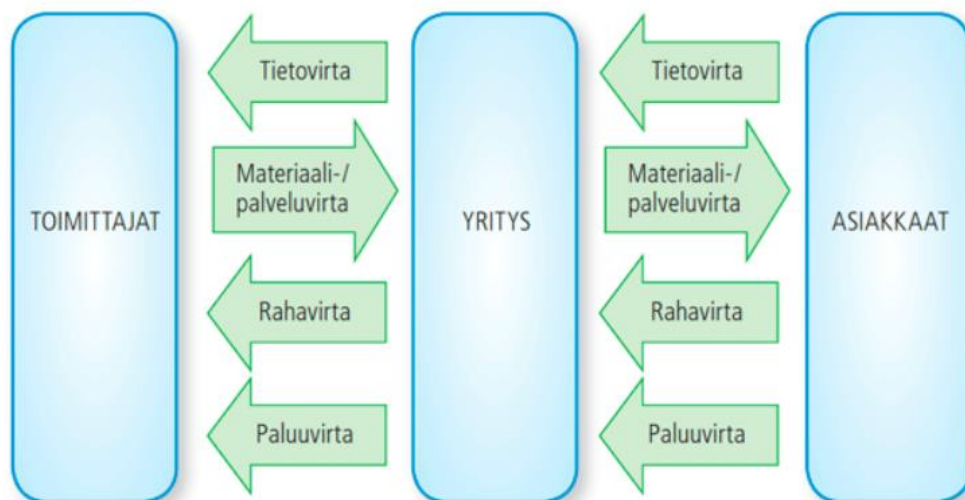 Tietovirta
Tietovirta
Materiaali-/
palveluvirta
Materiaali-/
palveluvirta
TOIMITTAJAT
YRITYS
ASIAKKAAT
Rahavirta
Rahavirta
Paluuvirta
Paluuvirta